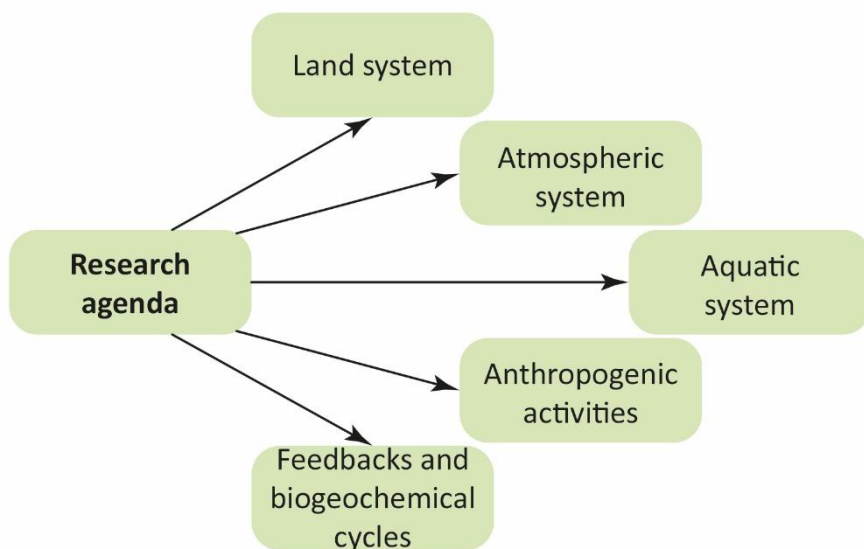 Land system
Atmospheric
system
Research
agenda
Aquatic
system
Anthropogenic
activities
Feedbacks and
biogeochemical
cycles